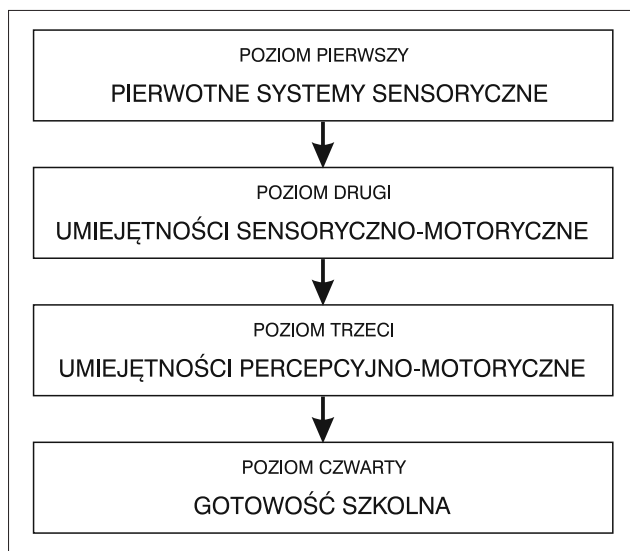 POZIOM PIERWSZY
PIERWOTNE SYSTEMY SENSORYCZNE
POZIOM DRUGI
UMIEJĘTNOŚCI SENSORYCZNO-MOTORYCZNE
POZIOM TRZECI
UMIEJĘTNOŚCI PERCEPCYJNO-MOTORYCZNE
POZIOM CZWARTY
GOTOWOŚĆ SZKOLNA